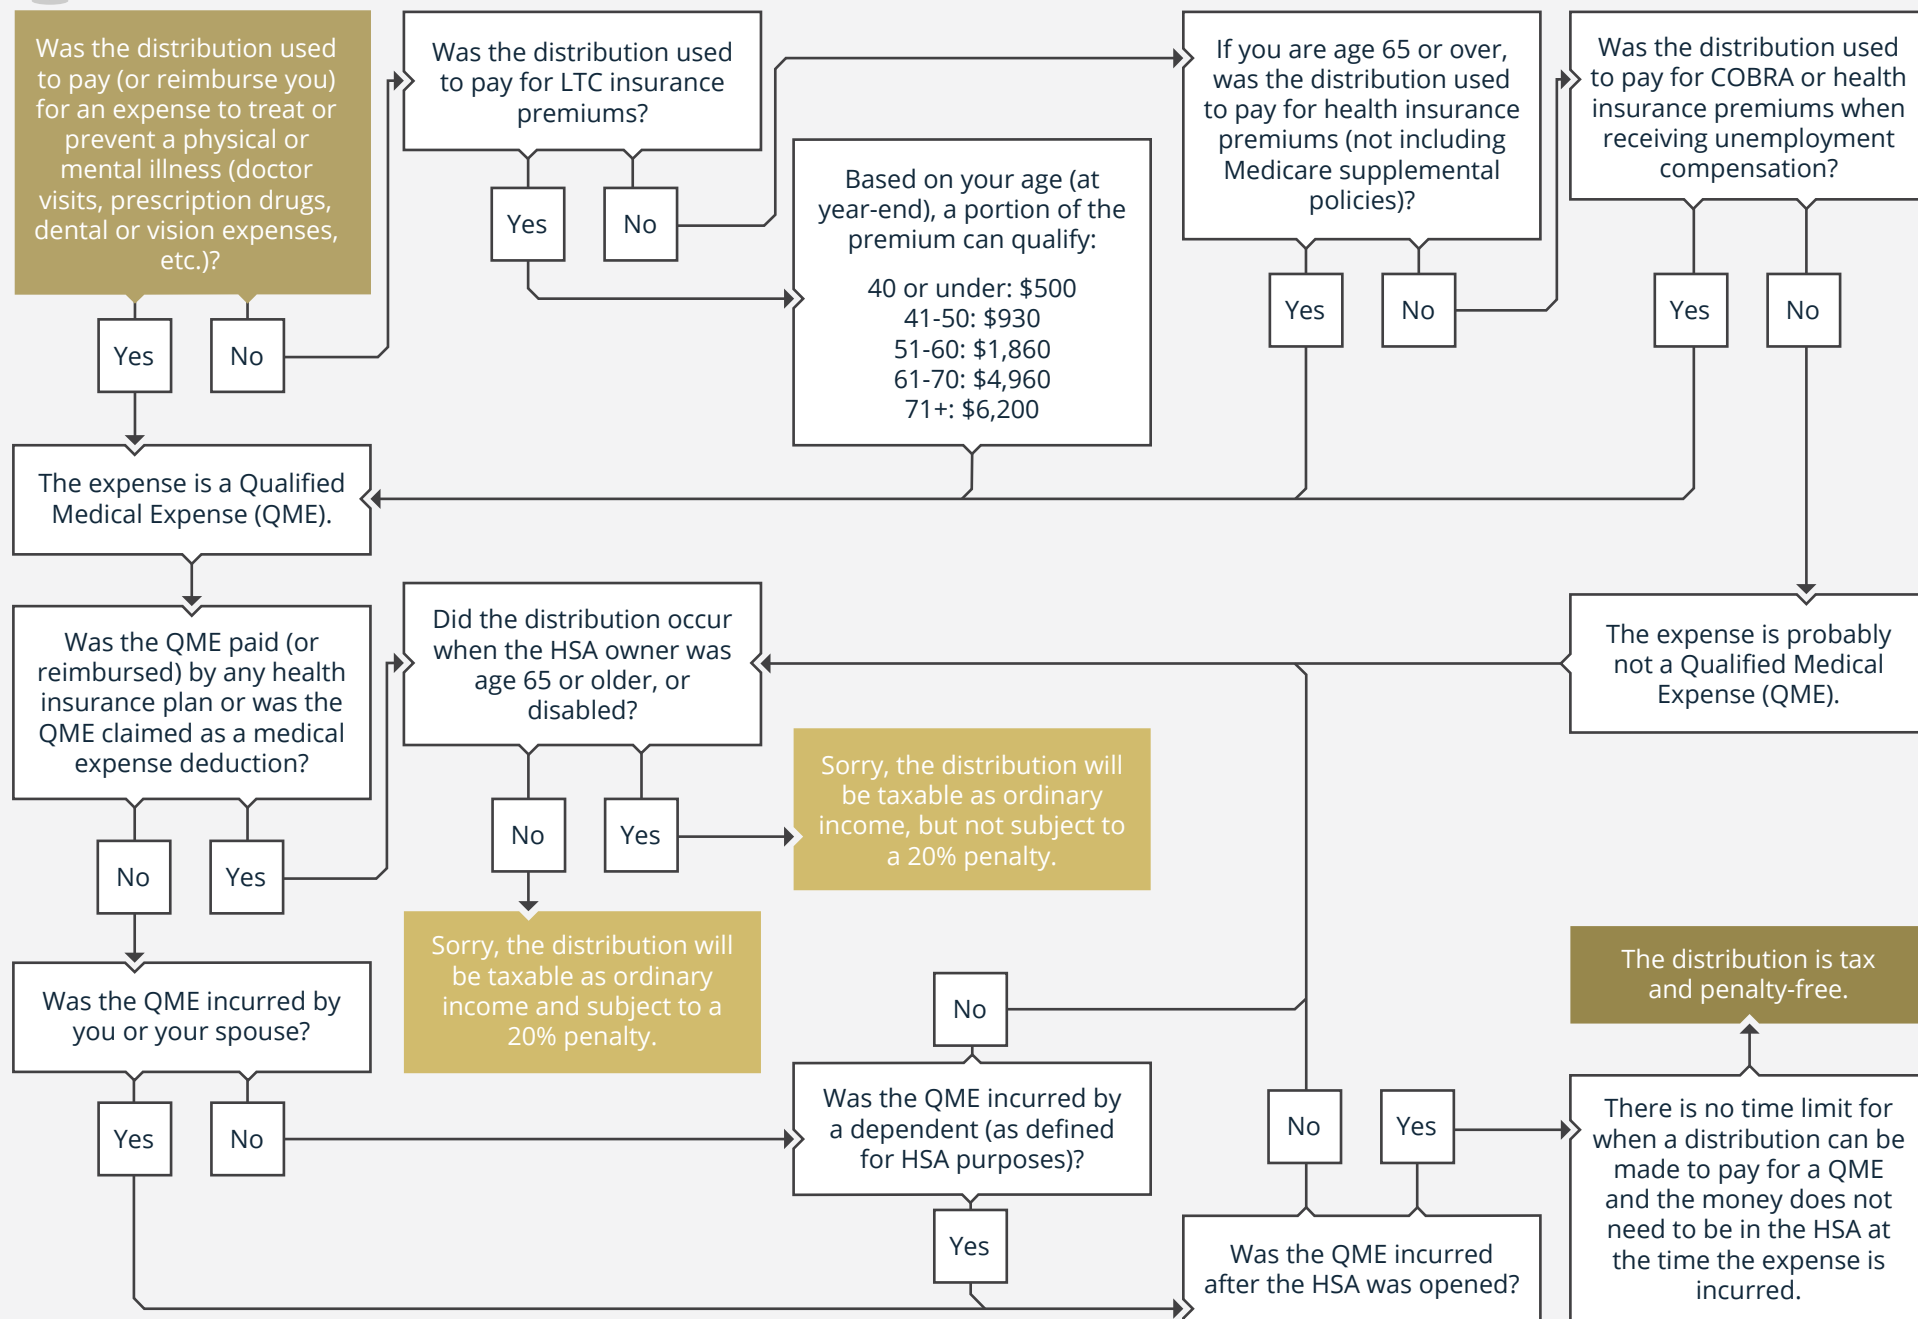 Was the distribution used
to pay (or reimburse you)
for an expense to treat or
prevent a physical or
mental illness (doctor
visits, prescription drugs,
dental or vision expenses,
etc.)?
Yes
No
Was the distribution used
to pay for LTC insurance
premiums?
Yes
No
Based on your age (at
year-end), a portion of the
premium can qualify:
40 or under: $500
41-50: $930
51-60: $1,860
61-70: $4,960
71+: $6,200
If you are age 65 or over,
was the distribution used
to pay for health insurance
premiums (not including
Medicare supplemental
policies)?
Yes
No
Was the distribution used
to pay for COBRA or health
insurance premiums when
receiving unemployment
compensation?
Yes
No
The expense is a Qualified
Medical Expense (QME).
Was the QME paid (or
reimbursed) by any health
insurance plan or was the
QME claimed as a medical
expense deduction?
No
Yes
Did the distribution occur
when the HSA owner was
age 65 or older, or
disabled?
No
Yes
Sorry, the distribution will
be taxable as ordinary
income, but not subject to
a 20% penalty.
Sorry, the distribution will
be taxable as ordinary
income and subject to a
20% penalty.
The expense is probably
not a Qualified Medical
Expense (QME).
Was the QME incurred by
you or your spouse?
Yes
No
No
Was the QME incurred by
a dependent (as defined
for HSA purposes)?
Yes
No
Yes
Was the QME incurred
after the HSA was opened?
The distribution is tax
and penalty-free.
There is no time limit for
when a distribution can be
made to pay for a QME
and the money does not
need to be in the HSA at
the time the expense is
incurred.